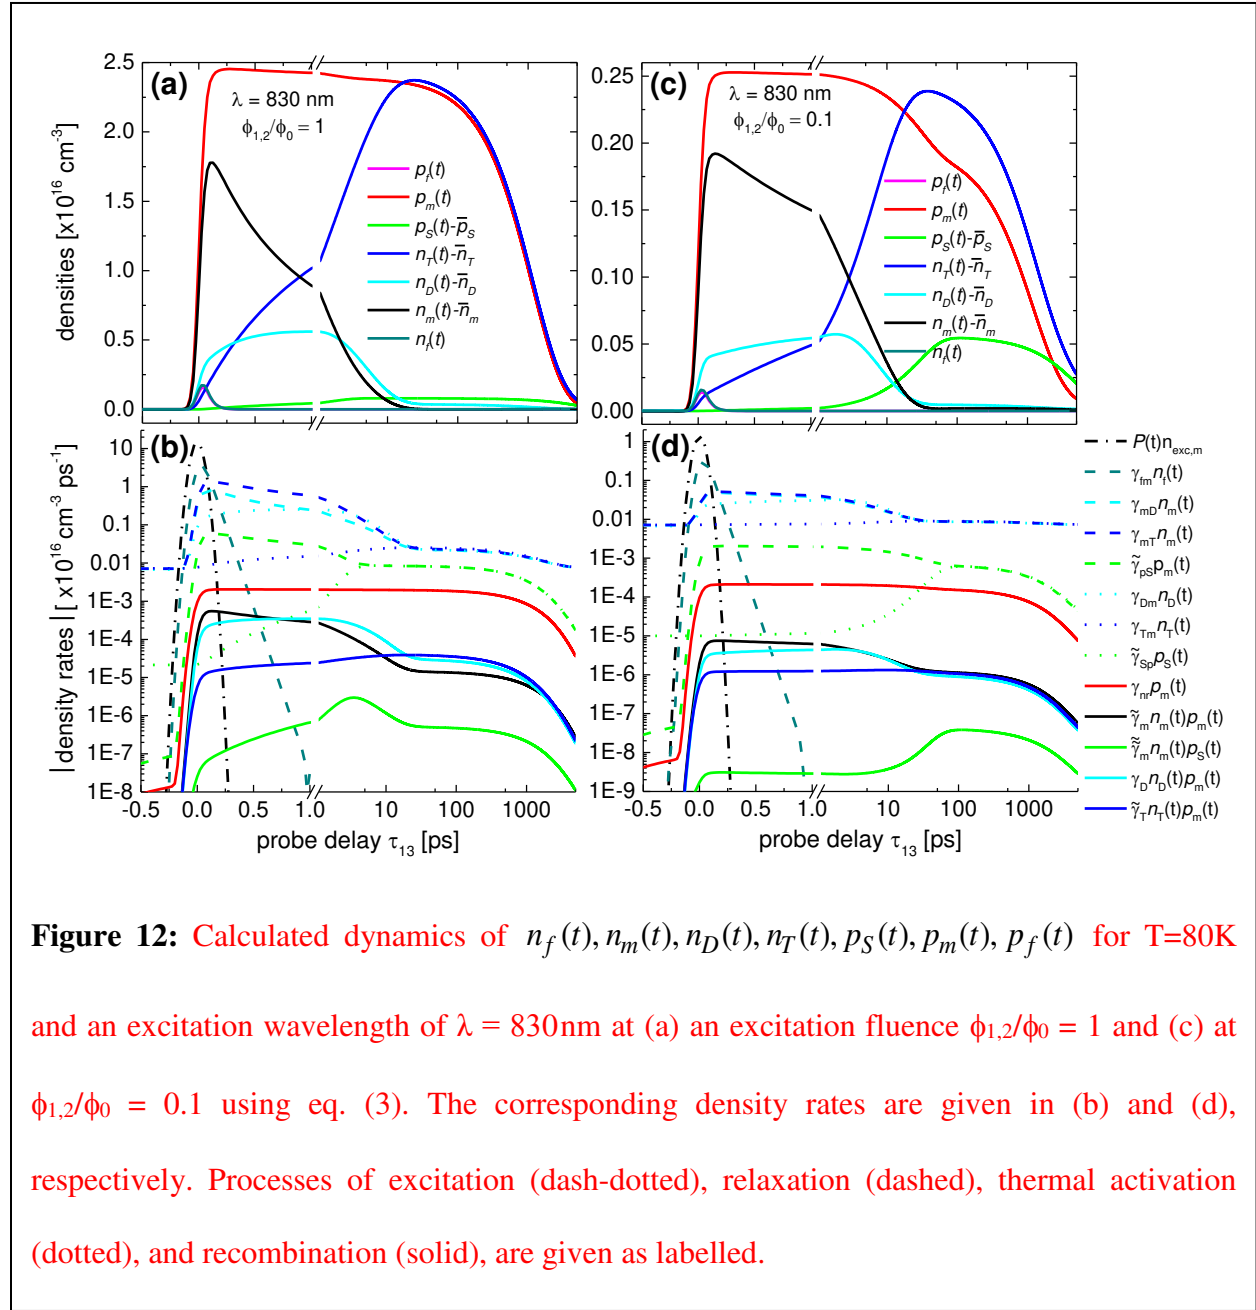 (a)
λ = 830 nm
ϕ1,2/ϕ0 = 1
densities [x10^16 cm^-3]
2.5
2.0
1.5
1.0
0.5
0.0
p_f(t)
p_m(t)
p_S(t)-p̄_S
n_T(t)-n̄_T
n_D(t)-n̄_D
n_m(t)-n̄_m
n_f(t)
(c)
λ = 830 nm
ϕ1,2/ϕ0 = 0.1
0.25
0.20
0.15
0.10
0.05
0.00
p_f(t)
p_m(t)
p_S(t)-p̄_S
n_T(t)-n̄_T
n_D(t)-n̄_D
n_m(t)-n̄_m
n_f(t)
(b)
|density rates| [ x10^16 cm^-3 ps^-1]
10
1
0.1
0.01
1E-3
1E-4
1E-5
1E-6
1E-7
1E-8
-0.5 0.0 0.5 1.0 10 100 1000
probe delay τ13 [ps]
(d)
1
0.1
0.01
1E-3
1E-4
1E-5
1E-6
1E-7
1E-8
1E-9
-0.5 0.0 0.5 1.0 10 100 1000
probe delay τ13 [ps]
P(t)n_exc,m
γ_fm n_f(t)
γ_mD n_m(t)
γ_mT n_m(t)
γ̃_pS p_m(t)
γ_Dm n_D(t)
γ_Tm n_T(t)
γ̃_Sp p_S(t)
γ_nr p_m(t)
γ̃_m n_m(t)p_m(t)
γ̃̃_m n_m(t)p_S(t)
γ_D n_D(t)p_m(t)
γ̃_T n_T(t)p_m(t)
Figure 12: Calculated dynamics of n_f(t), n_m(t), n_D(t), n_T(t), p_S(t), p_m(t), p_f(t) for T=80K
and an excitation wavelength of λ = 830nm at (a) an excitation fluence ϕ1,2/ϕ0 = 1 and (c) at
ϕ1,2/ϕ0 = 0.1 using eq. (3). The corresponding density rates are given in (b) and (d),
respectively. Processes of excitation (dash-dotted), relaxation (dashed), thermal activation
(dotted), and recombination (solid), are given as labelled.